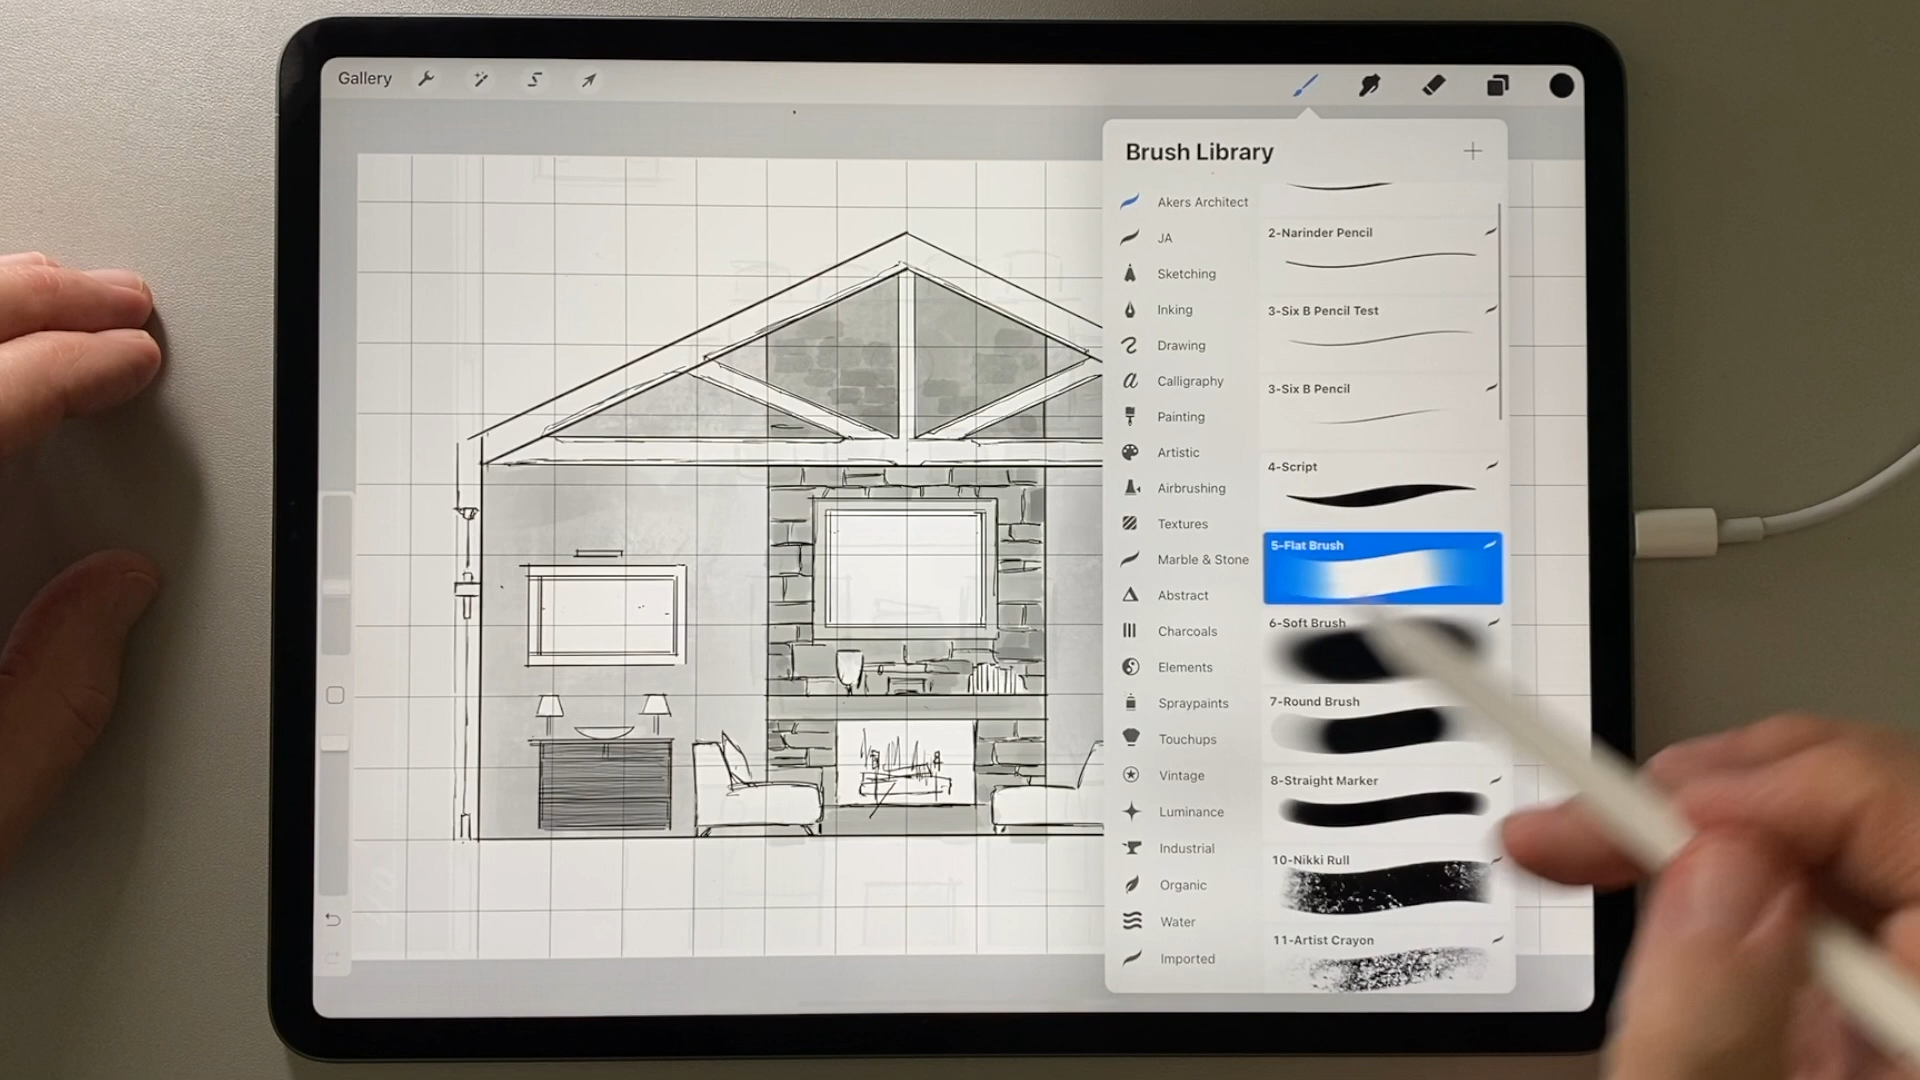 Gallery
Brush Library
Akers Architect
JA
Sketching
Inking
Drawing
Calligraphy
Painting
Artistic
Airbrushing
Textures
Marble & Stone
Abstract
Charcoals
Elements
Spraypaints
Touchups
Vintage
Luminance
Industrial
Organic
Water
Imported
2-Narinder Pencil
3-Six B Pencil Test
3-Six B Pencil
4-Script
5-Flat Brush
6-Soft Brush
7-Round Brush
8-Straight Marker
10-Nikki Rull
11-Artist Crayon